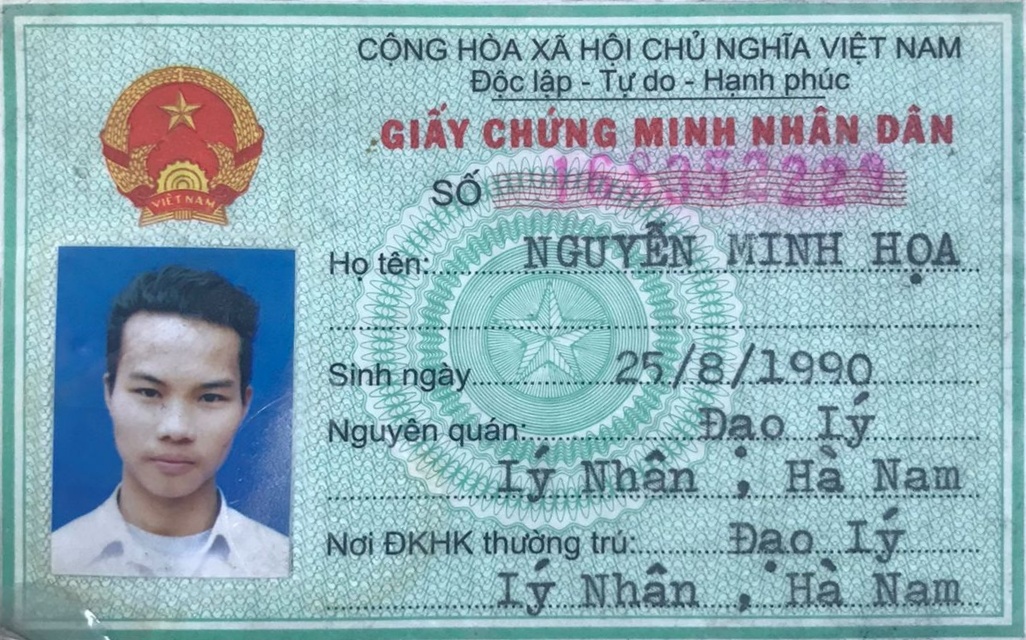 CỘNG HÒA XÃ HỘI CHỦ NGHĨA VIỆT NAM
Độc lập - Tự do - Hạnh phúc
GIẤY CHỨNG MINH NHÂN DÂN
SỐ
VIỆT NAM
Họ tên: NGUYỄN MINH HỌA
Sinh ngày 25/8/1990
Nguyên quán: Đạo Lý
Lý Nhân , Hà Nam
Nơi ĐKHK thường trú: Đạo Lý
Lý Nhân , Hà Nam